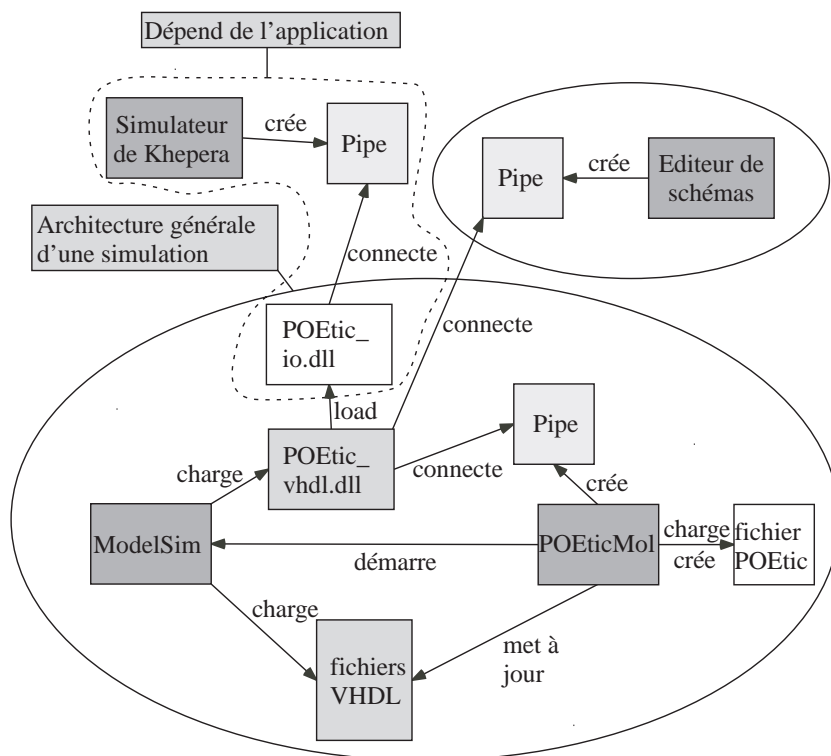 Dépend de l’application
Simulateur
de Khepera
crée
Pipe
Pipe
crée
Editeur de
schémas
Architecture générale
d’une simulation
connecte
connecte
POEtic_
io.dll
load
Pipe
POEtic_
vhdl.dll
charge
connecte
crée
ModelSim
démarre
POEticMol
charge
crée
fichier
POEtic
charge
met à
jour
fichiers
VHDL